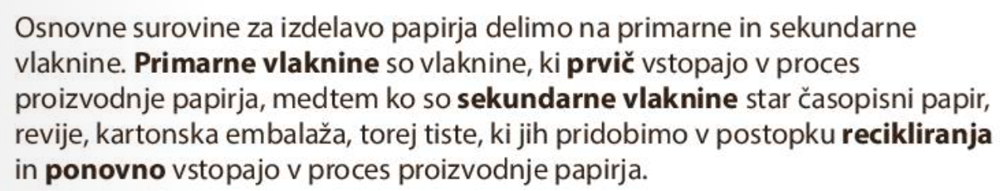 Osnovne surovine za izdelavo papirja delimo na primarne in sekundarne
vlaknine. Primarne vlaknine so vlaknine, ki prvič vstopajo v proces
proizvodnje papirja, medtem ko so sekundarne vlaknine star časopisni papir,
revije, kartonska embalaža, torej tiste, ki jih pridobimo v postopku recikliranja
in ponovno vstopajo v proces proizvodnje papirja.